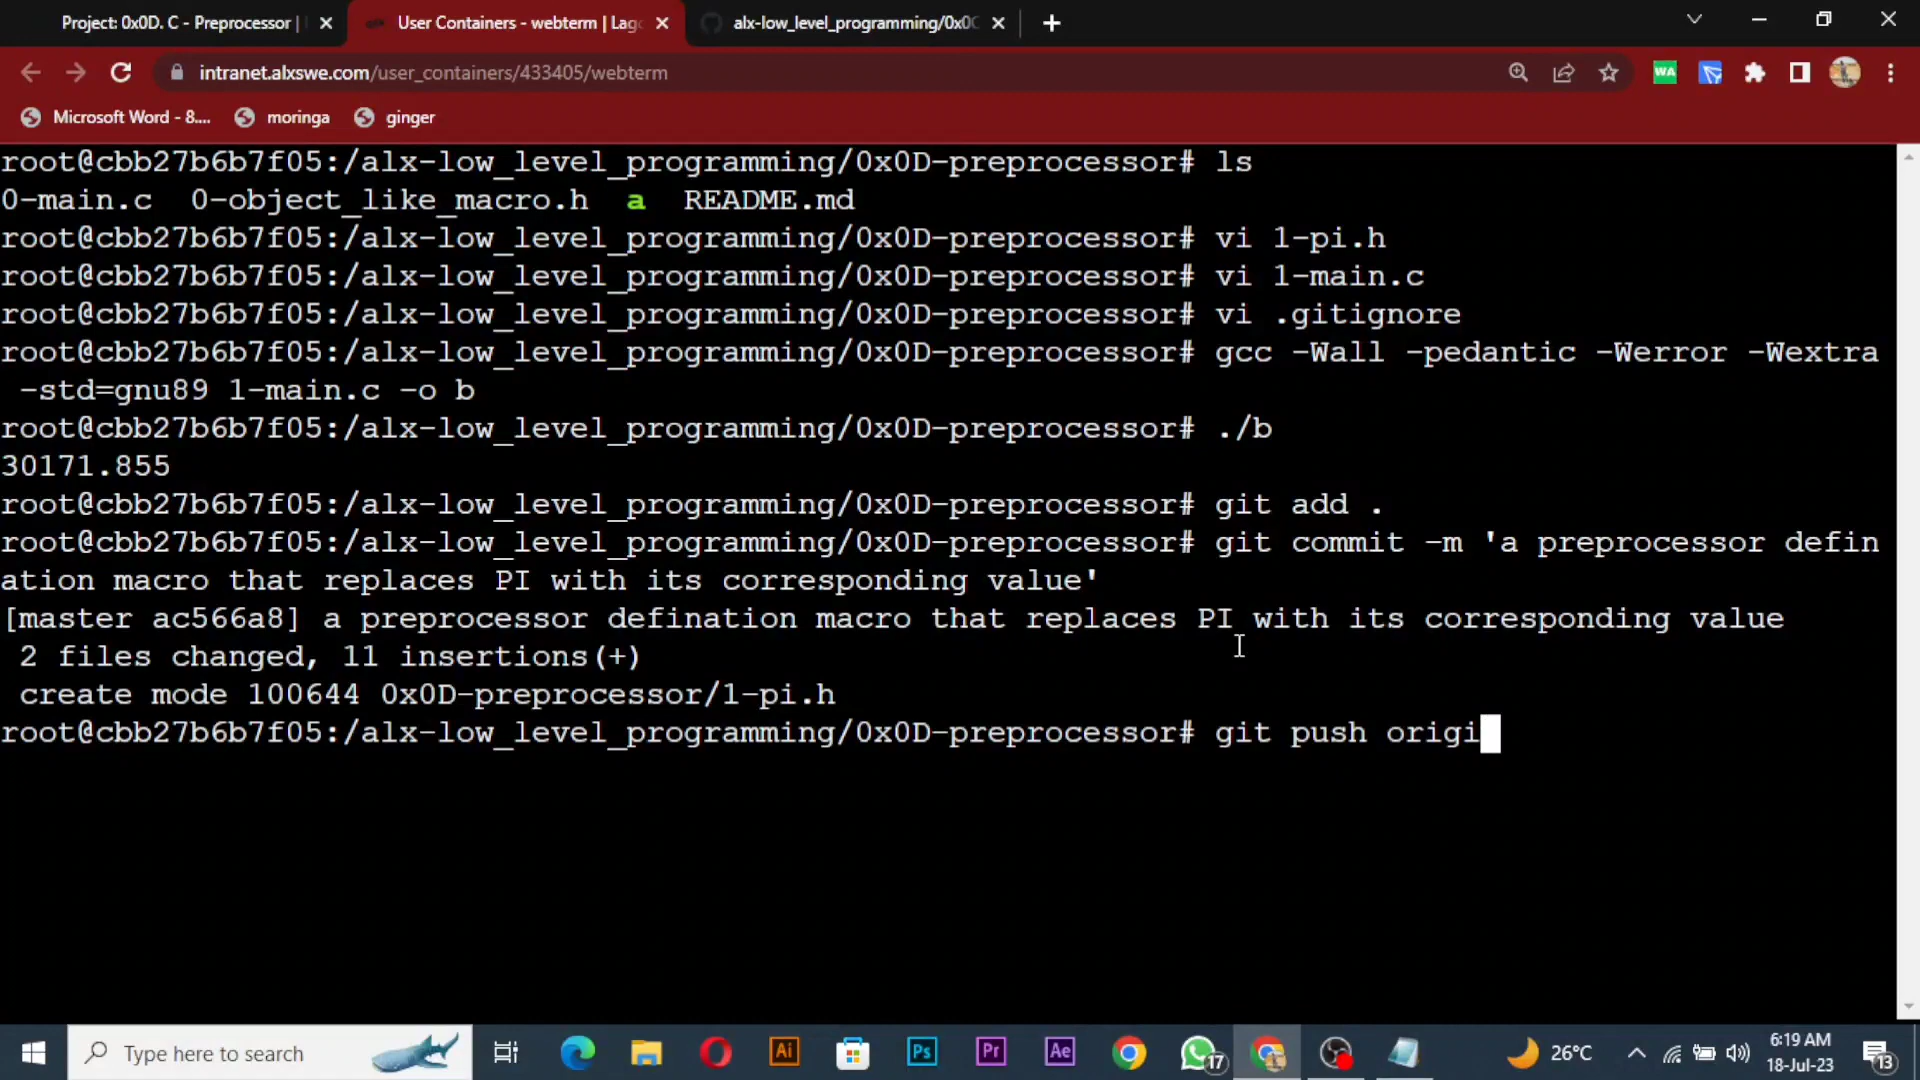 Project: 0x0D. C - Preprocessor |
User Containers - webterm | Lag
alx-low_level_programming/0x0
intranet.alxswe.com/user_containers/433405/webterm
WA
Microsoft Word - 8.... moringa ginger
root@cbb27b6b7f05:/alx-low_level_programming/0x0D-preprocessor# ls
0-main.c 0-object_like_macro.h a README.md
root@cbb27b6b7f05:/alx-low_level_programming/0x0D-preprocessor# vi 1-pi.h
root@cbb27b6b7f05:/alx-low_level_programming/0x0D-preprocessor# vi 1-main.c
root@cbb27b6b7f05:/alx-low_level_programming/0x0D-preprocessor# vi .gitignore
root@cbb27b6b7f05:/alx-low_level_programming/0x0D-preprocessor# gcc -Wall -pedantic -Werror -Wextra
-std=gnu89 1-main.c -o b
root@cbb27b6b7f05:/alx-low_level_programming/0x0D-preprocessor# ./b
30171.855
root@cbb27b6b7f05:/alx-low_level_programming/0x0D-preprocessor# git add .
root@cbb27b6b7f05:/alx-low_level_programming/0x0D-preprocessor# git commit -m 'a preprocessor defin
ation macro that replaces PI with its corresponding value'
[master ac566a8] a preprocessor defination macro that replaces PI with its corresponding value
2 files changed, 11 insertions(+)
create mode 100644 0x0D-preprocessor/1-pi.h
root@cbb27b6b7f05:/alx-low_level_programming/0x0D-preprocessor# git push origi
Type here to search
Ai
Ps
Pr
Ae
17
26°C
6:19 AM
18-Jul-23
13